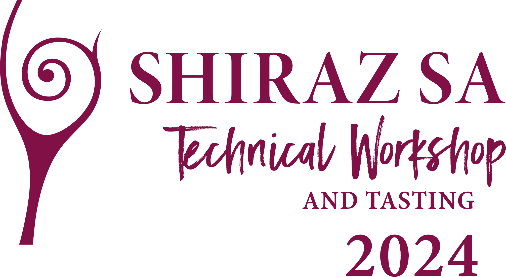 SHIRAZ SA
Technical Workshop
AND TASTING
2024